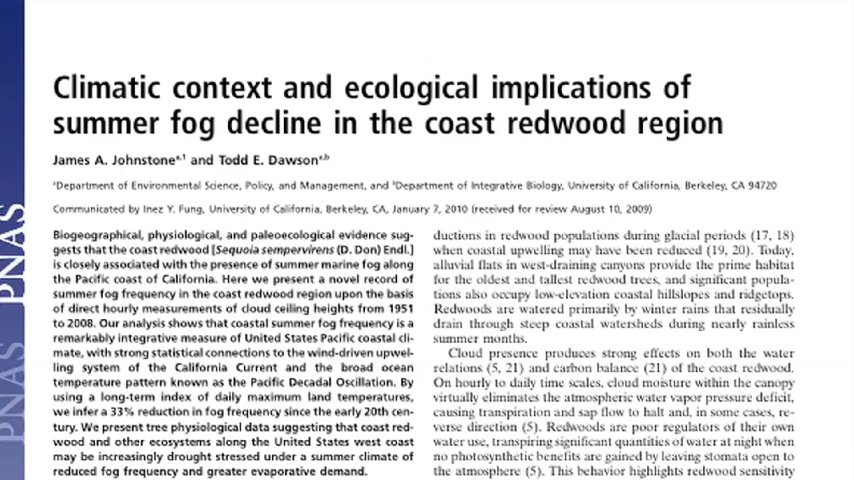 Climatic context and ecological implications of
summer fog decline in the coast redwood region
James A. Johnstoneᵃ,¹ and Todd E. Dawsonᵃ,ᵇ
ᵃDepartment of Environmental Science, Policy, and Management, and ᵇDepartment of Integrative Biology, University of California, Berkeley, CA 94720
Communicated by Inez Y. Fung, University of California, Berkeley, CA, January 7, 2010 (received for review August 10, 2009)
Biogeographical, physiological, and paleoecological evidence sug-
gests that the coast redwood [Sequoia sempervirens (D. Don) Endl.]
is closely associated with the presence of summer marine fog along
the Pacific coast of California. Here we present a novel record of
summer fog frequency in the coast redwood region upon the basis
of direct hourly measurements of cloud ceiling heights from 1951
to 2008. Our analysis shows that coastal summer fog frequency is a
remarkably integrative measure of United States Pacific coastal cli-
mate, with strong statistical connections to the wind-driven upwel-
ling system of the California Current and the broad ocean
temperature pattern known as the Pacific Decadal Oscillation. By
using a long-term index of daily maximum land temperatures,
we infer a 33% reduction in fog frequency since the early 20th cen-
tury. We present tree physiological data suggesting that coast red-
wood and other ecosystems along the United States west coast
may be increasingly drought stressed under a summer climate of
reduced fog frequency and greater evaporative demand.
ductions in redwood populations during glacial periods (17, 18)
when coastal upwelling may have been reduced (19, 20). Today,
alluvial flats in west-draining canyons provide the prime habitat
for the oldest and tallest redwood trees, and significant popula-
tions also occupy low-elevation coastal hillslopes and ridgetops.
Redwoods are watered primarily by winter rains that residually
drain through steep coastal watersheds during nearly rainless
summer months.
Cloud presence produces strong effects on both the water
relations (5, 21) and carbon balance (21) of the coast redwood.
On hourly to daily time scales, cloud moisture within the canopy
virtually eliminates the atmospheric water vapor pressure deficit,
causing transpiration and sap flow to halt and, in some cases, re-
verse direction (5). Redwoods are poor regulators of their own
water use, transpiring significant quantities of water at night when
no photosynthetic benefits are gained by leaving stomata open to
the atmosphere (5). This behavior highlights redwood sensitivity
PNAS
PNAS